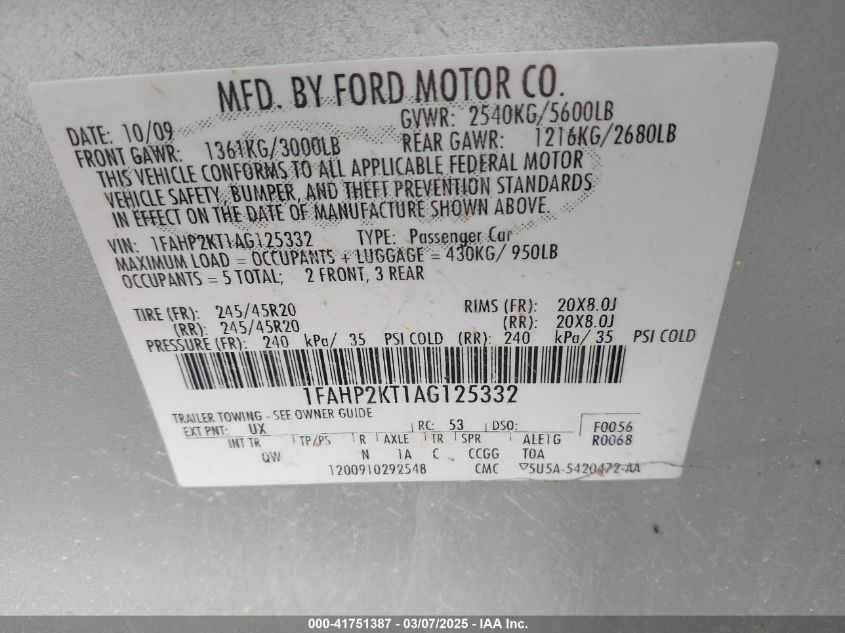 MFD. BY FORD MOTOR CO.
DATE: 10/09 GVWR: 2540KG/5600LB
FRONT GAWR: 1361KG/3000LB REAR GAWR: 1216KG/2680LB
THIS VEHICLE CONFORMS TO ALL APPLICABLE FEDERAL MOTOR
VEHICLE SAFETY, BUMPER, AND THEFT PREVENTION STANDARDS
IN EFFECT ON THE DATE OF MANUFACTURE SHOWN ABOVE.
VIN: 1FAHP2KT1AG125332 TYPE: Passenger Car
MAXIMUM LOAD = OCCUPANTS + LUGGAGE = 430KG/ 950LB
OCCUPANTS = 5 TOTAL; 2 FRONT, 3 REAR
TIRE (FR): 245/45R20 RIMS (FR): 20X8.0J
(RR): 245/45R20 (RR): 20X8.0J
PRESSURE (FR): 240 kPa/ 35 PSI COLD (RR): 240 kPa/ 35 PSI COLD
1FAHP2KT1AG125332
TRAILER TOWING - SEE OWNER GUIDE
EXT PNT: UX RC: 53 DSO: F0056
INT TR TP/PS R AXLE TR SPR ALE1G R0068
QW N 1A C CCGG TOA
1200910292548 CMC ▽5U5A-5420472-AA
000-41751387 - 03/07/2025 - IAA Inc.